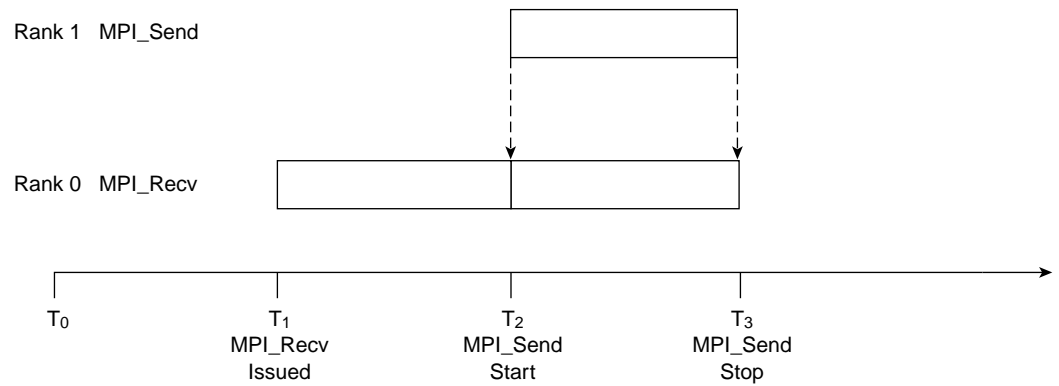 Rank 1 MPI_Send
Rank 0 MPI_Recv
T0 T1 T2 T3
MPI_Recv MPI_Send MPI_Send
Issued Start Stop